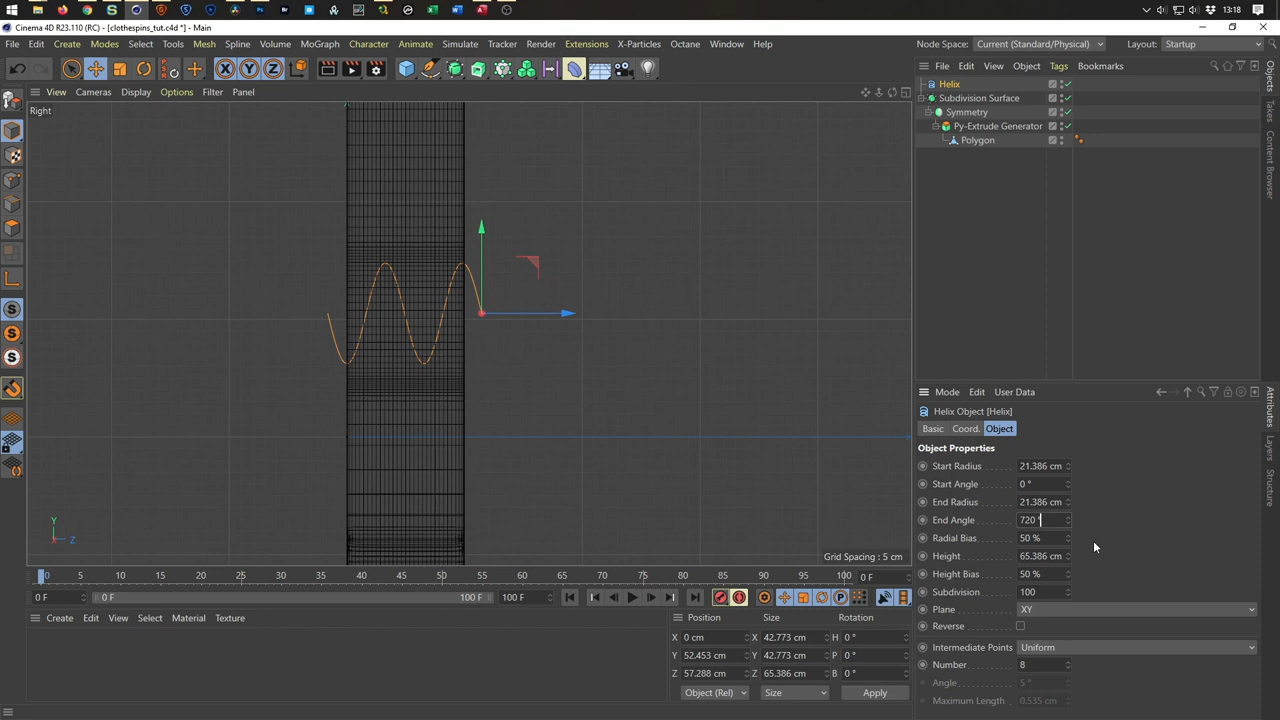 13:18
Cinema 4D R23.110 (RC) - [clothespins_tut.c4d *] - Main
File Edit Create Modes Select Tools Mesh Spline Volume MoGraph Character Animate Simulate Tracker Render Extensions X-Particles Octane Window Help
Node Space: Current (Standard/Physical) Layout: Startup
View Cameras Display Options Filter Panel
Right
Y
Z
Grid Spacing : 5 cm
0 5 10 15 20 25 30 35 40 45 50 55 60 65 70 75 80 85 90 95 100 0 F
0 F 0 F 100 F 100 F
Create Edit View Select Material Texture
Position Size Rotation
X 0 cm X 42.773 cm H 0 °
Y 52.453 cm Y 42.773 cm P 0 °
Z 57.288 cm Z 65.386 cm B 0 °
Object (Rel) Size Apply
File Edit View Object Tags Bookmarks
Helix
Subdivision Surface
Symmetry
Py-Extrude Generator
Polygon
Mode Edit User Data
Helix Object [Helix]
Basic Coord. Object
Object Properties
Start Radius 21.386 cm
Start Angle 0 °
End Radius 21.386 cm
End Angle 720 °
Radial Bias 50 %
Height 65.386 cm
Height Bias 50 %
Subdivision 100
Plane XY
Reverse
Intermediate Points Uniform
Number 8
Angle 5 °
Maximum Length 0.535 cm
Objects
Takes
Content Browser
Attributes
Layers
Structure